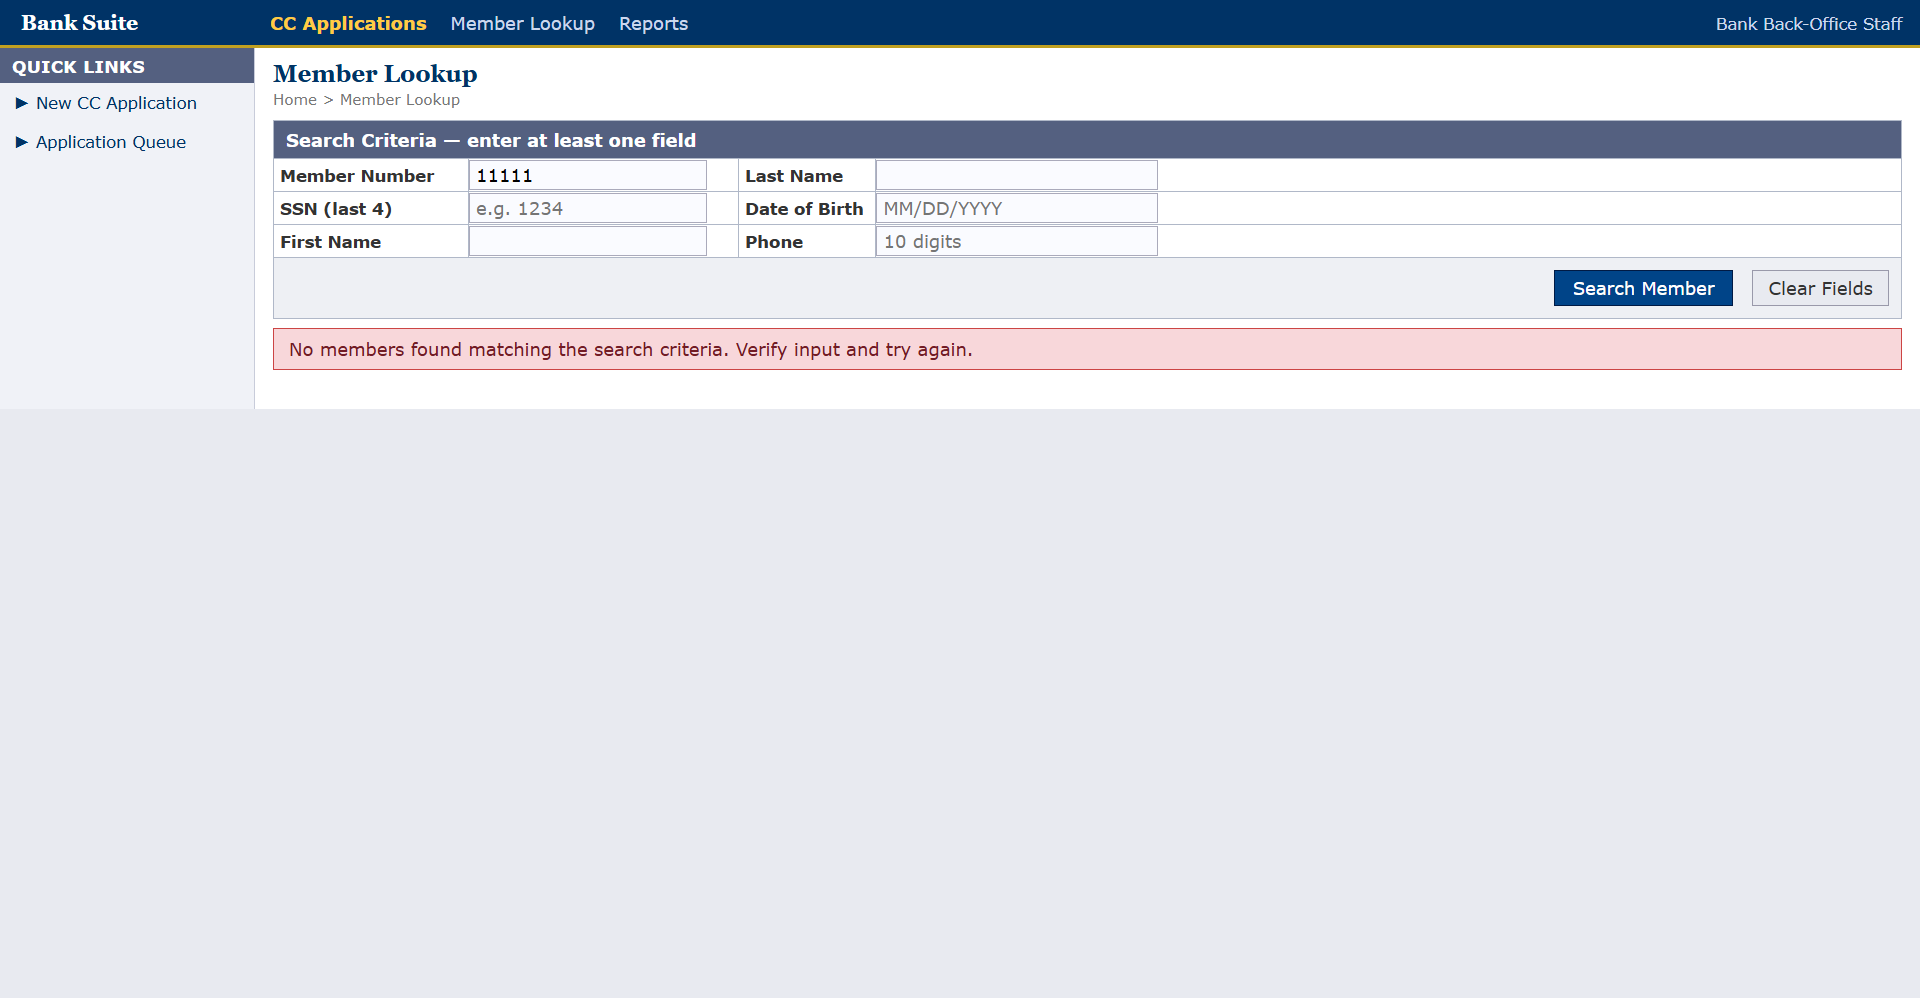 Bank Suite
CC Applications Member Lookup Reports
Bank Back-Office Staff
QUICK LINKS
► New CC Application
► Application Queue
Member Lookup
Home > Member Lookup
Search Criteria — enter at least one field
Member Number 11111 Last Name
SSN (last 4) e.g. 1234 Date of Birth MM/DD/YYYY
First Name Phone 10 digits
Search Member Clear Fields
No members found matching the search criteria. Verify input and try again.